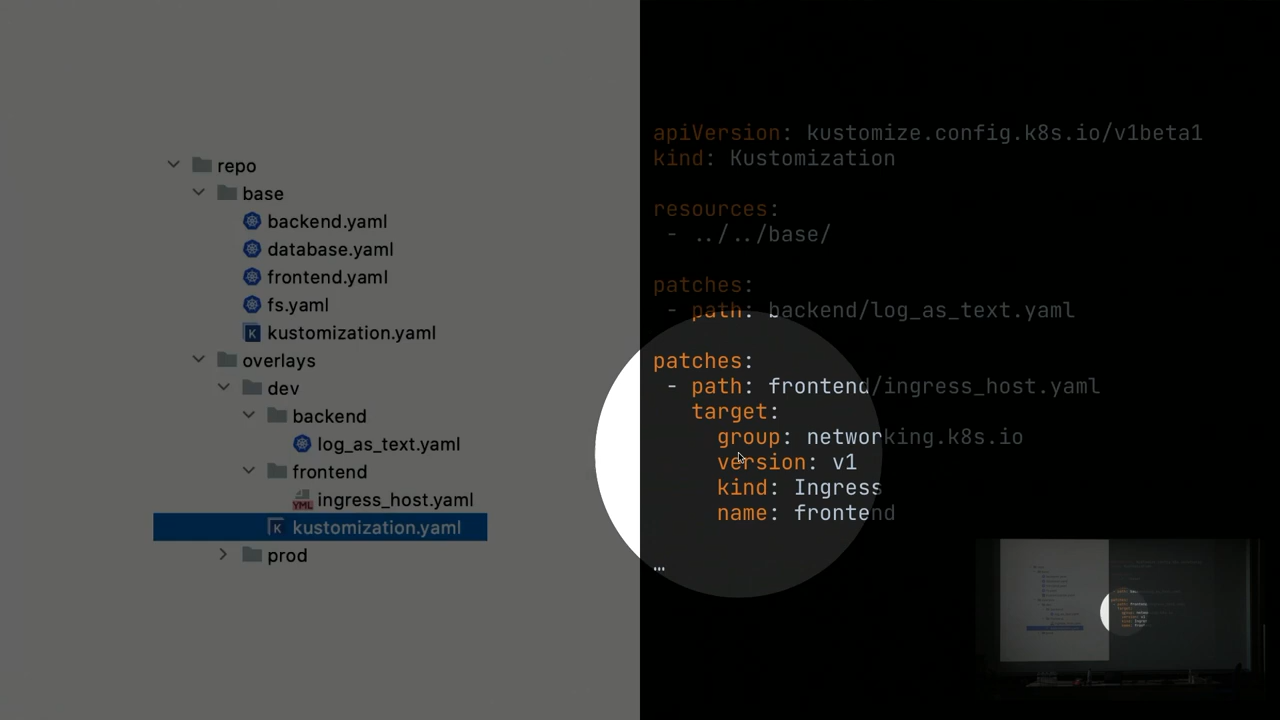 repo
base
backend.yaml
database.yaml
frontend.yaml
fs.yaml
kustomization.yaml
overlays
dev
backend
log_as_text.yaml
frontend
ingress_host.yaml
kustomization.yaml
prod
apiVersion: kustomize.config.k8s.io/v1beta1
kind: Kustomization
resources:
- ../../base/
patches:
- path: backend/log_as_text.yaml
patches:
- path: frontend/ingress_host.yaml
target:
group: networking.k8s.io
version: v1
kind: Ingress
name: frontend
…